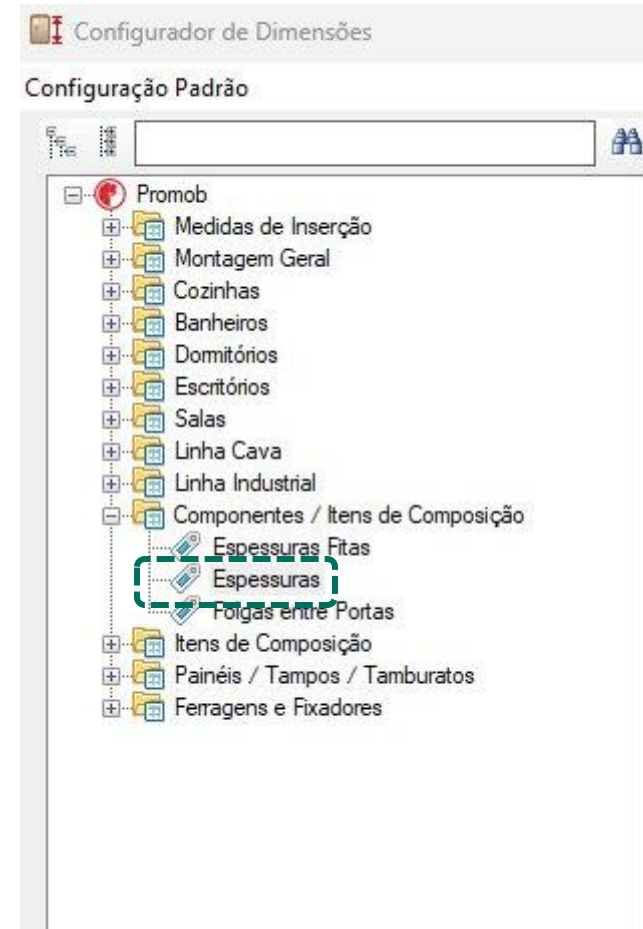 Configurador de Dimensões
Configuração Padrão
Promob
Medidas de Inserção
Montagem Geral
Cozinhas
Banheiros
Dormitórios
Escritórios
Salas
Linha Cava
Linha Industrial
Componentes / Itens de Composição
Espessuras Fitas
Espessuras
Folgas entre Portas
Itens de Composição
Painéis / Tampos / Tamburatos
Ferragens e Fixadores